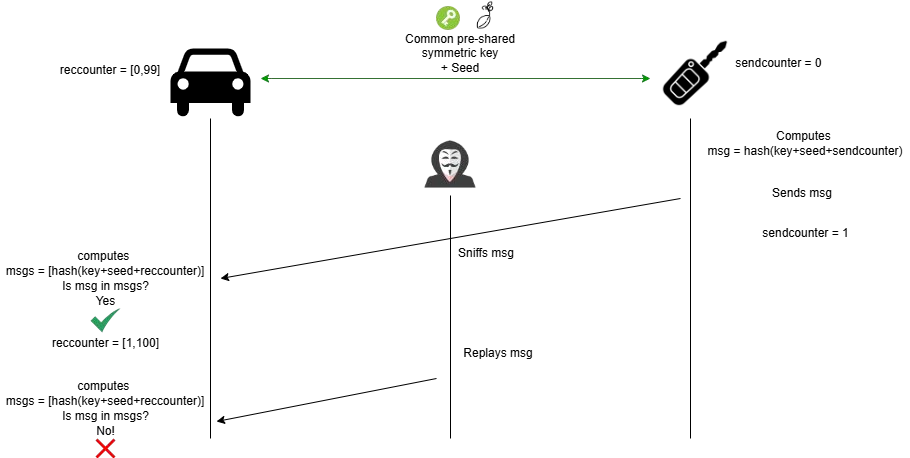 Common pre-shared
symmetric key
+ Seed
reccounter = [0,99]
sendcounter = 0
Computes
msg = hash(key+seed+sendcounter)
Sends msg
sendcounter = 1
Sniffs msg
computes
msgs = [hash(key+seed+reccounter)]
Is msg in msgs?
Yes
reccounter = [1,100]
Replays msg
computes
msgs = [hash(key+seed+reccounter)]
Is msg in msgs?
No!